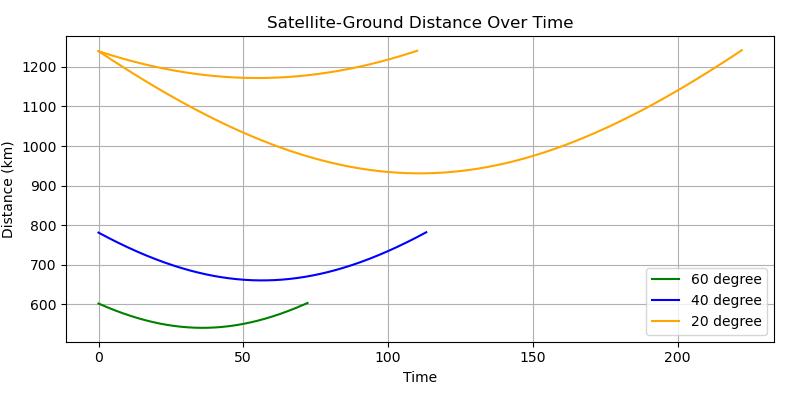 Satellite-Ground Distance Over Time
Distance (km)
1200
1100
1000
900
800
700
600
0
50
100
150
200
Time
60 degree
40 degree
20 degree